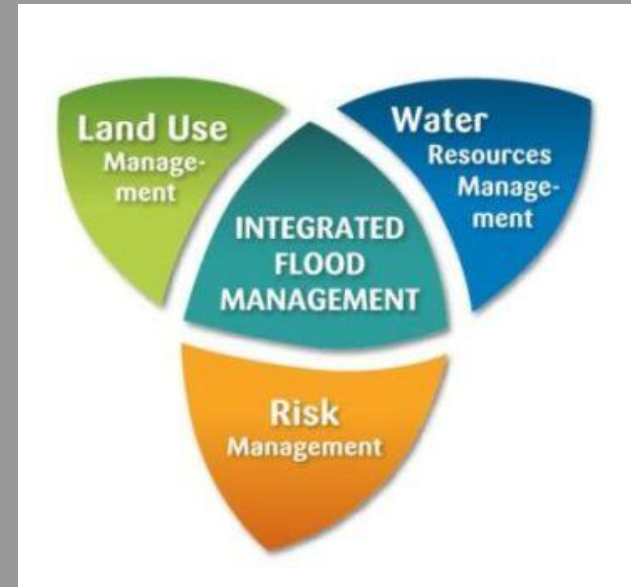 Land Use
Manage-
ment
Water
Resources
Manage-
ment
INTEGRATED
FLOOD
MANAGEMENT
Risk
Management